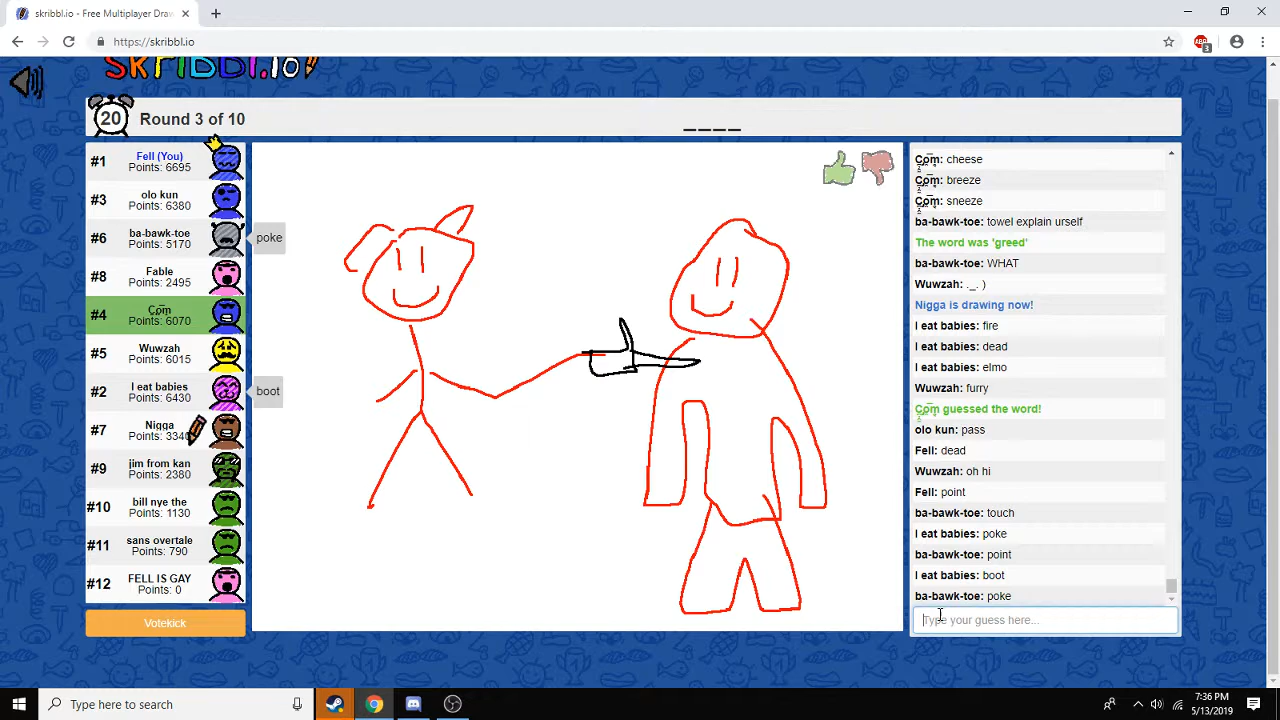 skribbl.io - Free Multiplayer Draw
https://skribbl.io
3
SKRIBBL.IO
20
Round 3 of 10
_ _ _ _
#1 Fell (You)
Points: 6695
#3 olo kun
Points: 6380
#6 ba-bawk-toe
Points: 5170
poke
#8 Fable
Points: 2495
#4 Com
Points: 6070
#5 Wuwzah
Points: 6015
#2 I eat babies
Points: 6430
boot
#7 Nigga
Points: 3340
#9 jim from kan
Points: 2380
#10 bill nye the
Points: 1130
#11 sans overtale
Points: 790
#12 FELL IS GAY
Points: 0
Votekick
Com: cheese
Com: breeze
Com: sneeze
ba-bawk-toe: towel explain urself
The word was 'greed'
ba-bawk-toe: WHAT
Wuwzah: ._. )
Nigga is drawing now!
I eat babies: fire
I eat babies: dead
I eat babies: elmo
Wuwzah: furry
Com guessed the word!
olo kun: pass
Fell: dead
Wuwzah: oh hi
Fell: point
ba-bawk-toe: touch
I eat babies: poke
ba-bawk-toe: point
I eat babies: boot
ba-bawk-toe: poke
Type your guess here...
Type here to search
7:36 PM
5/13/2019